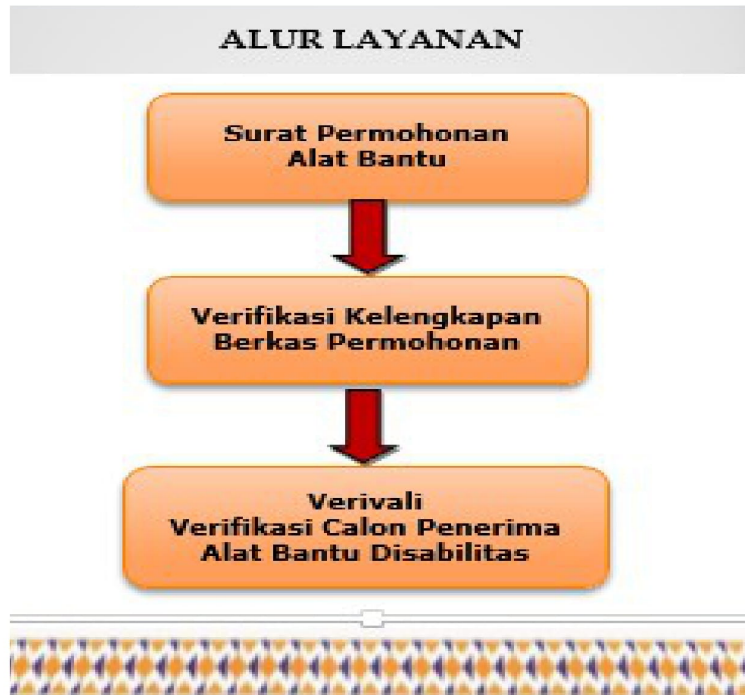 ALUR LAYANAN
Surat Permohonan
Alat Bantu
Verifikasi Kelengkapan
Berkas Permohonan
Verivali
Verifikasi Calon Penerima
Alat Bantu Disabilitas